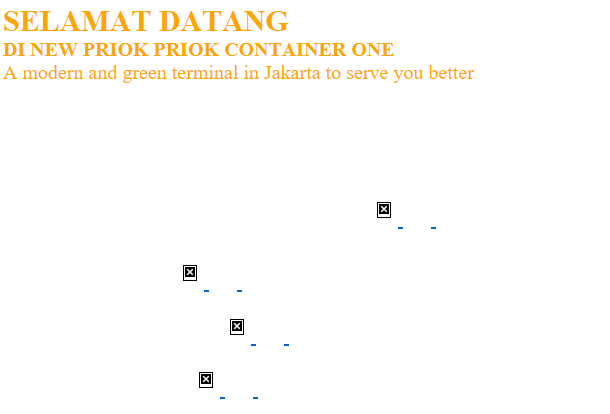 SELAMAT DATANG
DI NEW PRIOK PRIOK CONTAINER ONE
A modern and green terminal in Jakarta to serve you better